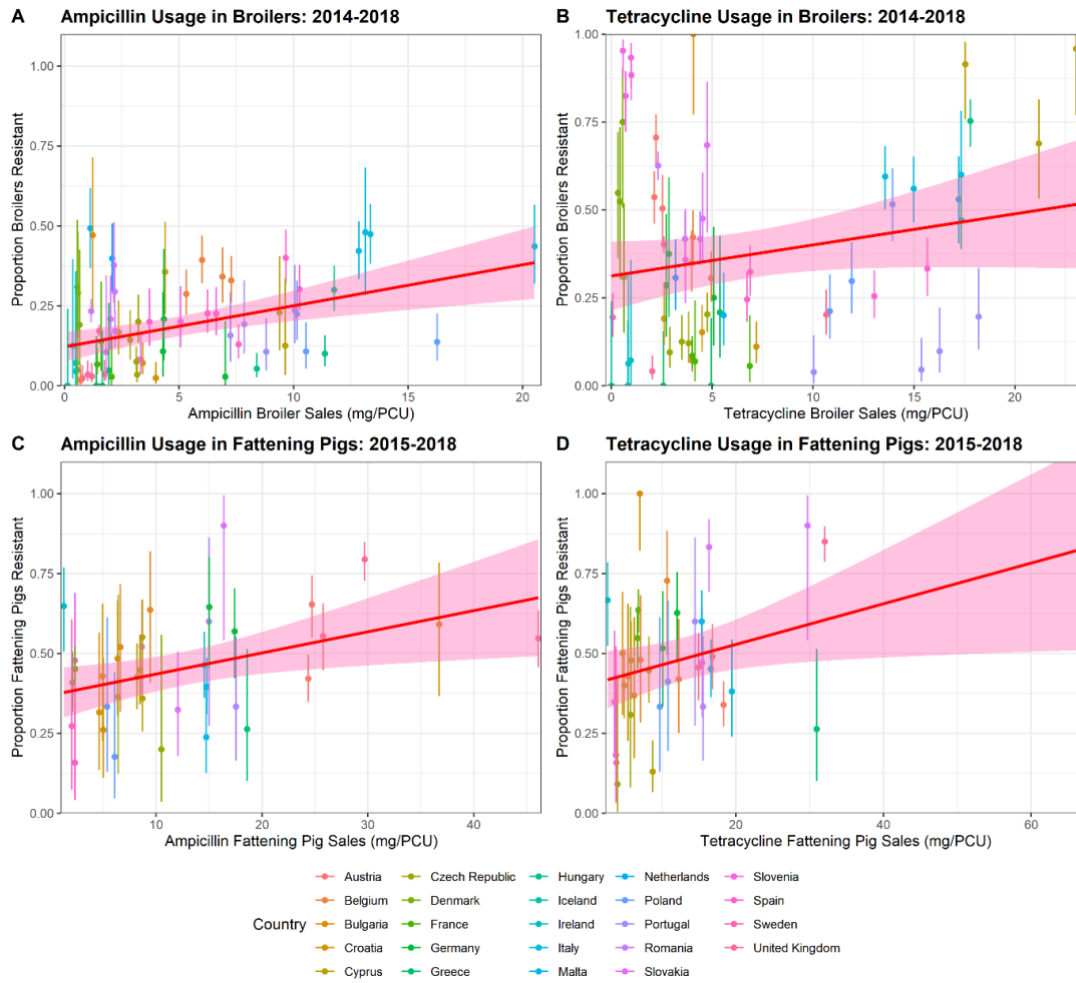 A Ampicillin Usage in Broilers: 2014-2018
Proportion Broilers Resistant
1.00
0.75
0.50
0.25
0.00
0 5 10 15 20
Ampicillin Broiler Sales (mg/PCU)
B Tetracycline Usage in Broilers: 2014-2018
Proportion Broilers Resistant
1.00
0.75
0.50
0.25
0.00
0 5 10 15 20
Tetracycline Broiler Sales (mg/PCU)
C Ampicillin Usage in Fattening Pigs: 2015-2018
Proportion Fattening Pigs Resistant
1.00
0.75
0.50
0.25
0.00
10 20 30 40
Ampicillin Fattening Pig Sales (mg/PCU)
D Tetracycline Usage in Fattening Pigs: 2015-2018
Proportion Fattening Pigs Resistant
1.00
0.75
0.50
0.25
0.00
20 40 60
Tetracycline Fattening Pig Sales (mg/PCU)
Country
Austria Czech Republic Hungary Netherlands Slovenia
Belgium Denmark Iceland Poland Spain
Bulgaria France Ireland Portugal Sweden
Croatia Germany Italy Romania United Kingdom
Cyprus Greece Malta Slovakia